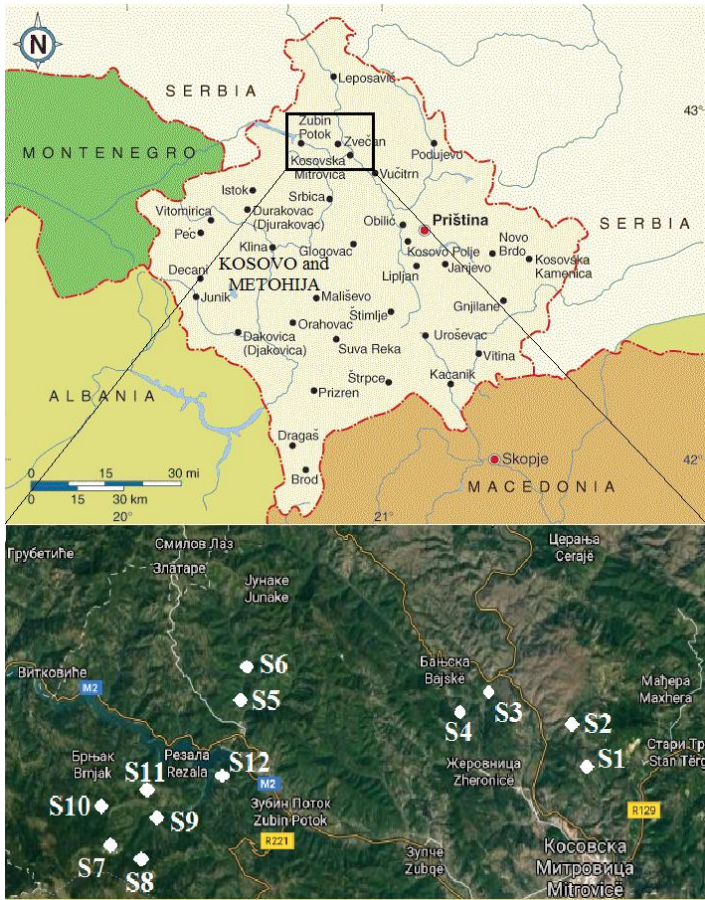 N
SERBIA
MONTENEGRO
Leposavić
Zubin
Potok
Zvečan
Kosovska
Mitrovica
Podujevo
Vučitrn
43°
Istok
Srbica
Vitomirica
Durakovac
(Djurakovac)
Obilić
Priština
SERBIA
Peć
Klina
Glogovac
Kosovo Polje
Novo
Brdo
Kosovska
Kamenica
Lipljan
Janjevo
Decani
KOSOVO and
METOHIJA
Junik
Mališevo
Štimlje
Gnjilane
Orahovac
Dakovica
(Djakovica)
Suva Reka
Uroševac
Vitina
ALBANIA
Štrpce
Kacanik
Prizren
Dragaš
Brod
Skopje
42°
MACEDONIA
0 15 30 mi
0 15 30 km
20°
21°
Грубетиће
Смилов Лаз
Златаре
Церања
Cerajë
Јунаке
Junake
S6
Витковиће
M2
S5
Бањска
Bajskë
S3
S4
Мађера
Maxhera
S2
Стари Тр
Stan Tërg
S1
Брњак
Brnjak
Резала
Rezala
S12
M2
Жеровница
Zheronicë
S11
S10
S9
Зубин Поток
Zubin Potok
R129
R221
S7
S8
Зупче
Zubqë
Косовска
Митровица
Mitrovicë